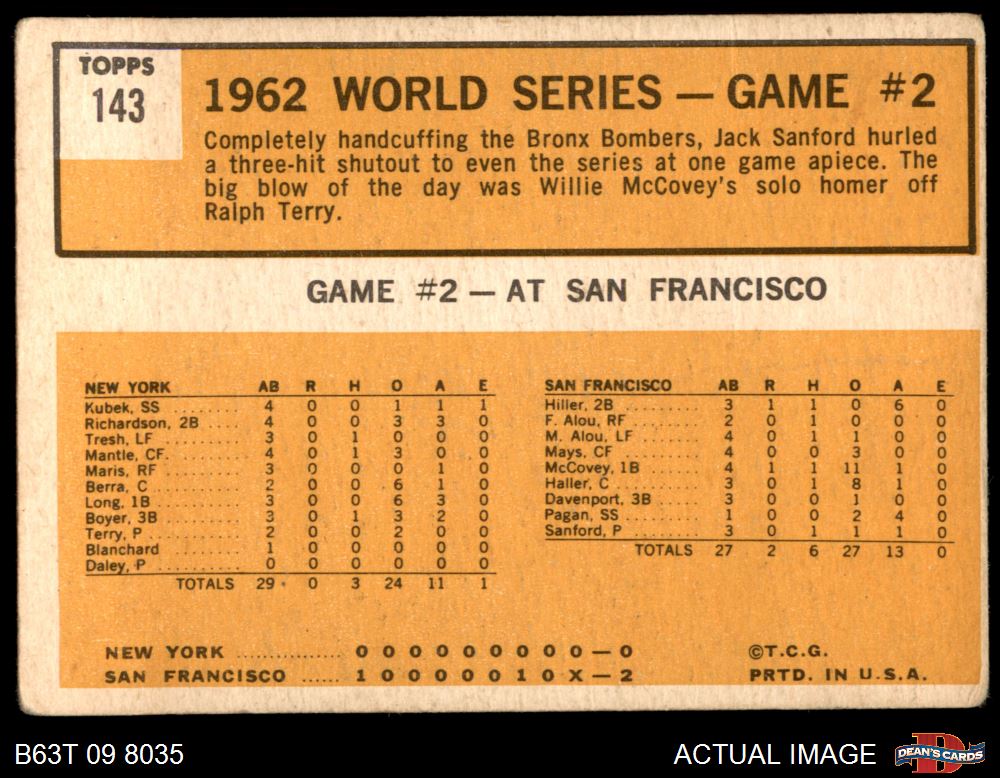 TOPPS
143
1962 WORLD SERIES — GAME #2
Completely handcuffing the Bronx Bombers, Jack Sanford hurled
a three-hit shutout to even the series at one game apiece. The
big blow of the day was Willie McCovey's solo homer off
Ralph Terry.
GAME #2 — AT SAN FRANCISCO
NEW YORK AB R H O A E
Kubek, SS ......... 4 0 0 1 1 1
Richardson, 2B ..... 4 0 0 3 3 0
Tresh, LF ......... 3 0 1 0 0 0
Mantle, CF. ........ 4 0 1 3 0 0
Maris, RF ......... 3 0 0 0 1 0
Berra, C ......... 2 0 0 6 1 0
Long, 1B ......... 3 0 0 6 3 0
Boyer, 3B ......... 3 0 1 3 2 0
Terry, P ......... 2 0 0 2 0 0
Blanchard ......... 1 0 0 0 0 0
Daley, P ......... 0 0 0 0 0 0
TOTALS 29 0 3 24 11 1
SAN FRANCISCO AB R H O A E
Hiller, 2B ......... 3 1 1 0 6 0
F. Alou, RF ......... 2 0 1 0 0 0
M. Alou, LF ......... 4 0 1 1 0 0
Mays, CF ......... 4 0 0 3 0 0
McCovey, 1B ....... 4 1 1 11 1 0
Haller, C ......... 3 0 1 8 1 0
Davenport, 3B ...... 3 0 0 1 0 0
Pagan, SS ......... 1 0 0 2 4 0
Sanford, P ......... 3 0 1 1 1 0
TOTALS 27 2 6 27 13 0
NEW YORK ................ 0 0 0 0 0 0 0 0 0 — 0
SAN FRANCISCO ...... 1 0 0 0 0 0 1 0 X — 2
©T.C.G.
PRTD. IN U.S.A.
B63T 09 8035
ACTUAL IMAGE
DEAN'S CARDS